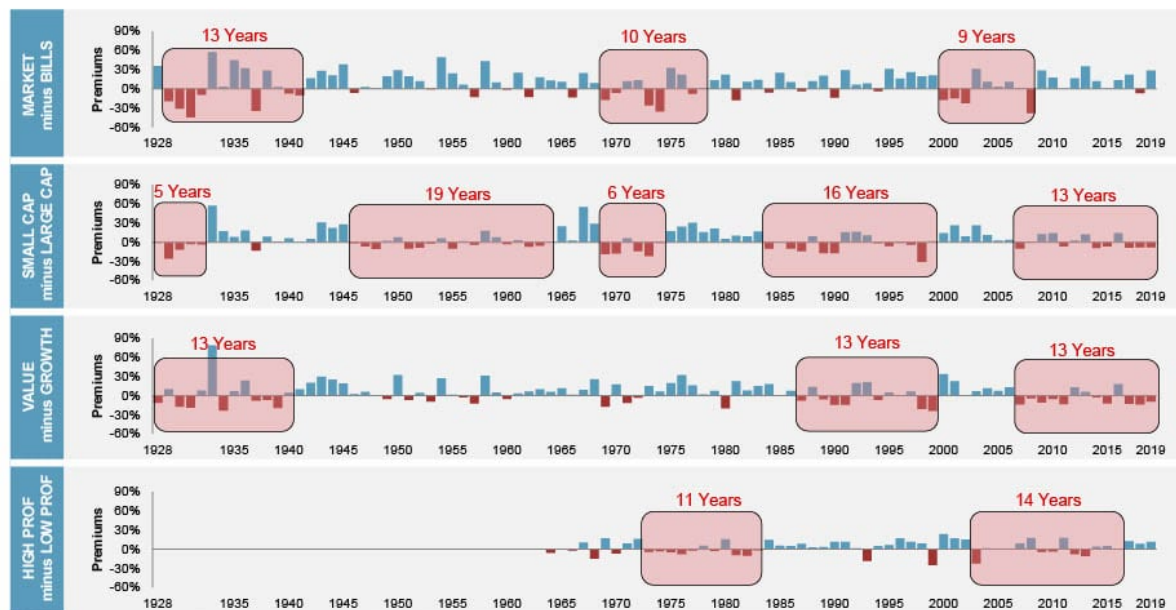 MARKET
minus BILLS
Premiums
90%
60%
30%
0%
-30%
-60%
13 Years
10 Years
9 Years
1928 1935 1940 1945 1950 1955 1960 1965 1970 1975 1980 1985 1990 1995 2000 2005 2010 2015 2019
SMALL CAP
minus LARGE CAP
Premiums
90%
60%
30%
0%
-30%
-60%
5 Years
19 Years
6 Years
16 Years
13 Years
1928 1935 1940 1945 1950 1955 1960 1965 1970 1975 1980 1985 1990 1995 2000 2005 2010 2015 2019
VALUE
minus GROWTH
Premiums
90%
60%
30%
0%
-30%
-60%
13 Years
13 Years
13 Years
1928 1935 1940 1945 1950 1955 1960 1965 1970 1975 1980 1985 1990 1995 2000 2005 2010 2015 2019
HIGH PROF
minus LOW PROF
Premiums
90%
60%
30%
0%
-30%
-60%
11 Years
14 Years
1928 1935 1940 1945 1950 1955 1960 1965 1970 1975 1980 1985 1990 1995 2000 2005 2010 2015 2019